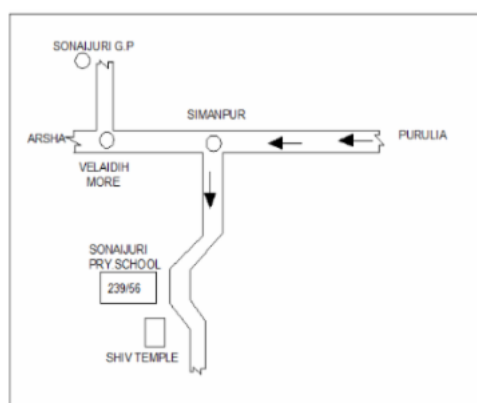 SONAIJURI G.P
SIMANPUR
ARSHA
PURULIA
VELAIDIH
MORE
SONAIJURI
PRY.SCHOOL
239/56
SHIV TEMPLE